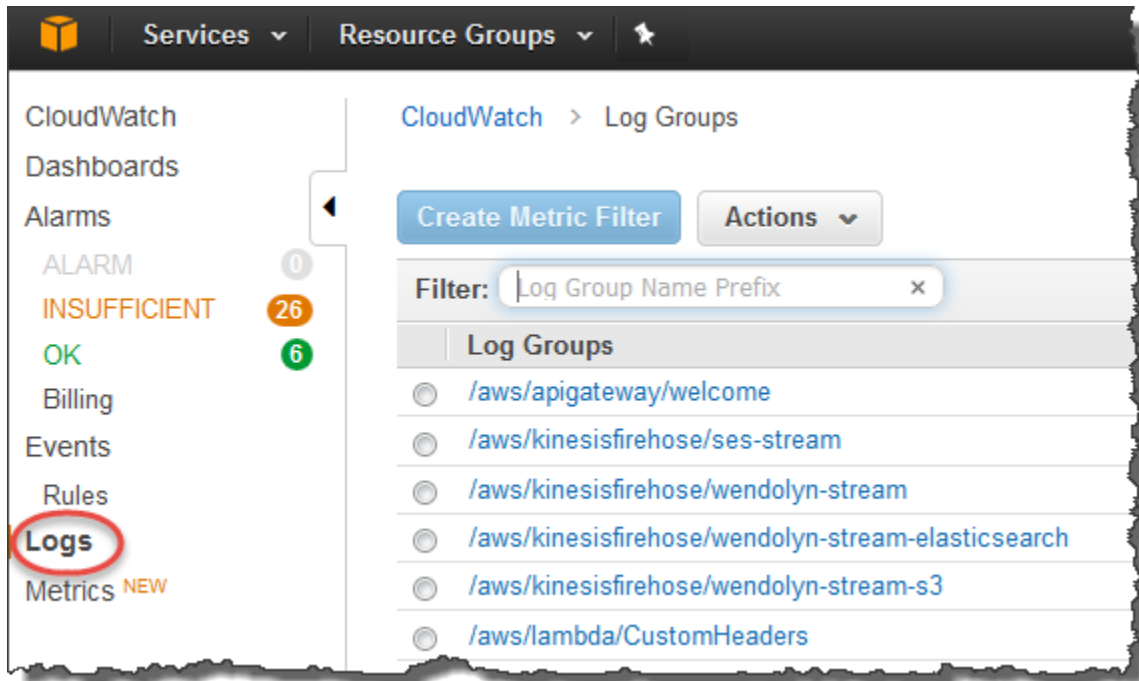 Services
Resource Groups
CloudWatch
Dashboards
Alarms
ALARM 0
INSUFFICIENT 26
OK 6
Billing
Events
Rules
Logs
Metrics NEW
CloudWatch > Log Groups
Create Metric Filter
Actions
Filter: Log Group Name Prefix ×
Log Groups
/aws/apigateway/welcome
/aws/kinesisfirehose/ses-stream
/aws/kinesisfirehose/wendolyn-stream
/aws/kinesisfirehose/wendolyn-stream-elasticsearch
/aws/kinesisfirehose/wendolyn-stream-s3
/aws/lambda/CustomHeaders